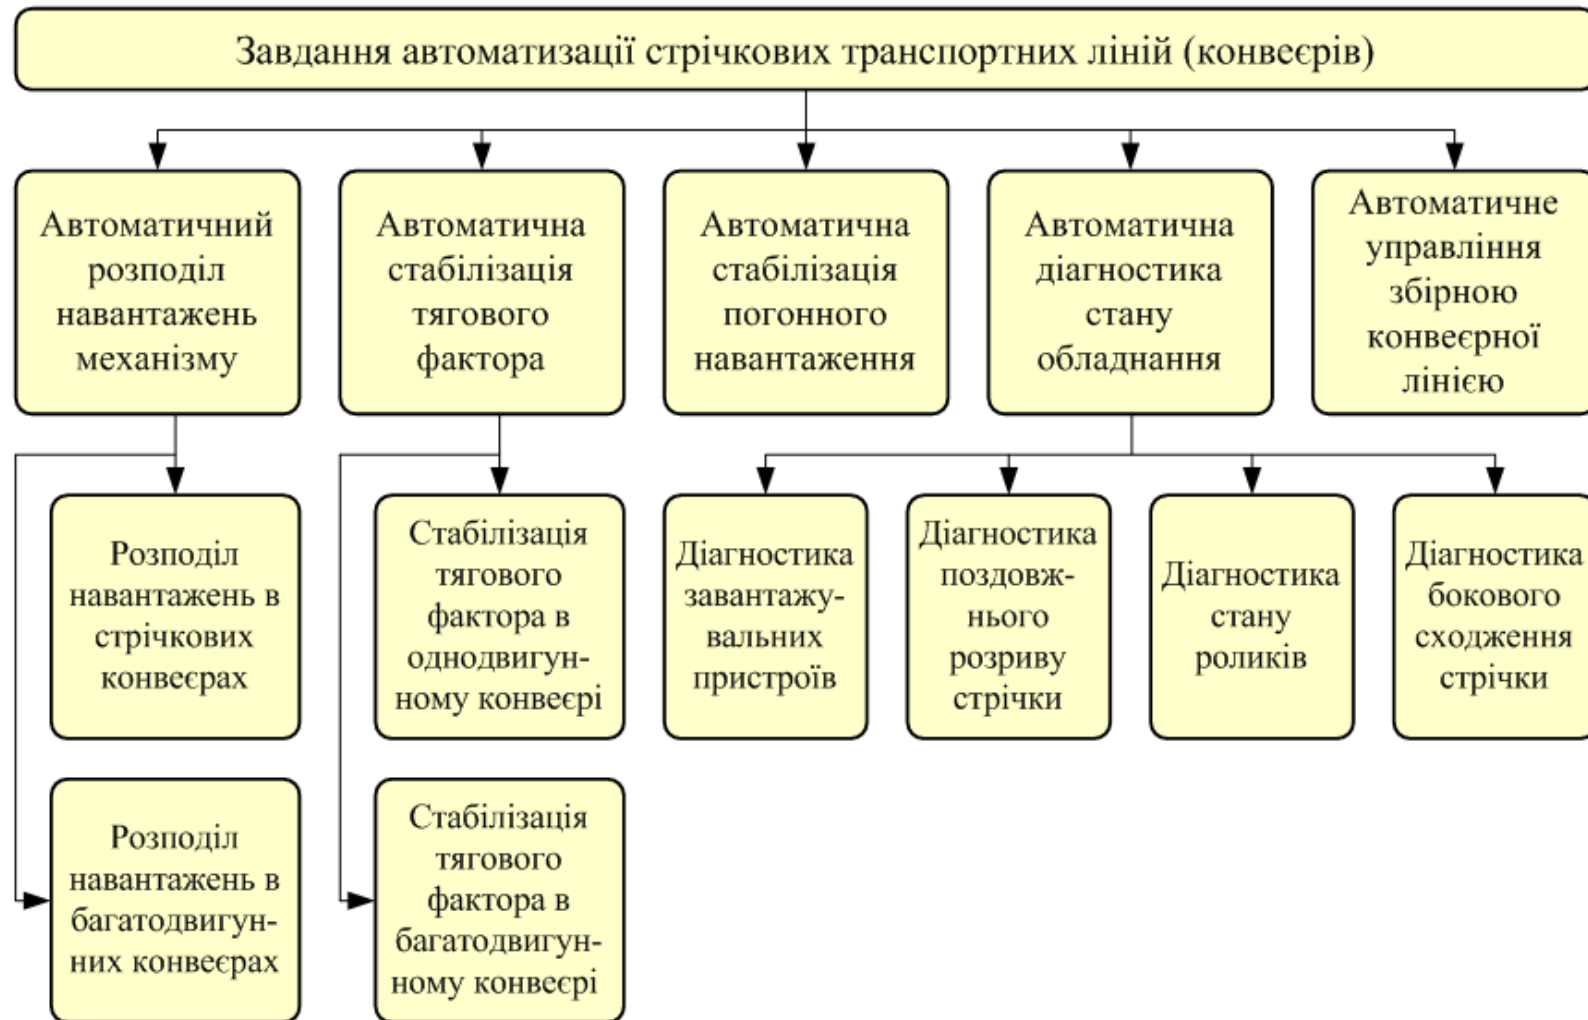 Завдання автоматизації стрічкових транспортних ліній (конвеєрів)
Автоматичний
розподіл
навантажень
механізму
Автоматична
стабілізація
тягового
фактора
Автоматична
стабілізація
погонного
навантаження
Автоматична
діагностика
стану
обладнання
Автоматичне
управління
збірною
конвеєрної
лінією
Розподіл
навантажень в
стрічкових
конвеєрах
Стабілізація
тягового
фактора в
однодвигун-
ному конвеєрі
Діагностика
завантажу-
вальних
пристроїв
Діагностика
поздовж-
нього
розриву
стрічки
Діагностика
стану
роликів
Діагностика
бокового
сходження
стрічки
Розподіл
навантажень в
багатодвигун-
них конвеєрах
Стабілізація
тягового
фактора в
багатодвигун-
ному конвеєрі